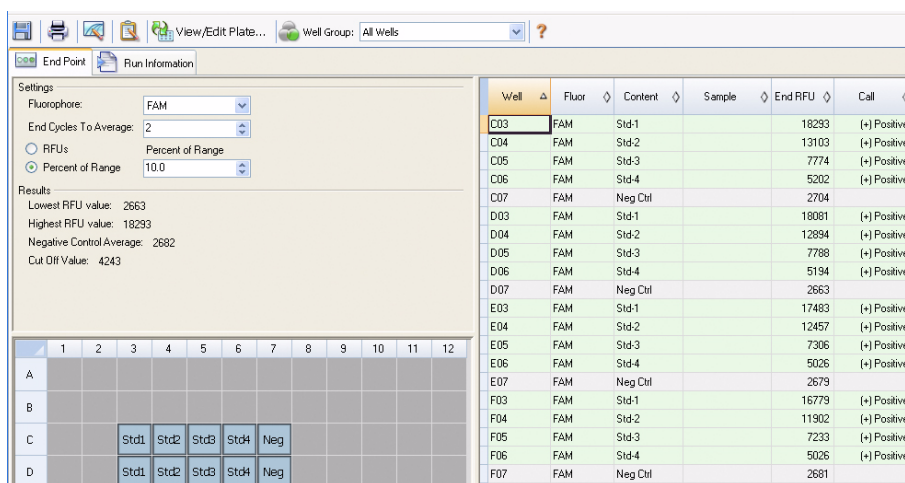 View/Edit Plate... Well Group: All Wells ?
End Point Run Information
Settings
Fluorophore: FAM
End Cycles To Average: 2
RFUs Percent of Range
Percent of Range 10.0
Results
Lowest RFU value: 2663
Highest RFU value: 18293
Negative Control Average: 2682
Cut Off Value: 4243
1 2 3 4 5 6 7 8 9 10 11 12
A
B
C Std1 Std2 Std3 Std4 Neg
D Std1 Std2 Std3 Std4 Neg
Well Fluor Content Sample End RFU Call
C03 FAM Std-1 18293 (+) Positive
C04 FAM Std-2 13103 (+) Positive
C05 FAM Std-3 7774 (+) Positive
C06 FAM Std-4 5202 (+) Positive
C07 FAM Neg Ctrl 2704
D03 FAM Std-1 18081 (+) Positive
D04 FAM Std-2 12894 (+) Positive
D05 FAM Std-3 7788 (+) Positive
D06 FAM Std-4 5194 (+) Positive
D07 FAM Neg Ctrl 2663
E03 FAM Std-1 17483 (+) Positive
E04 FAM Std-2 12457 (+) Positive
E05 FAM Std-3 7306 (+) Positive
E06 FAM Std-4 5026 (+) Positive
E07 FAM Neg Ctrl 2679
F03 FAM Std-1 16779 (+) Positive
F04 FAM Std-2 11902 (+) Positive
F05 FAM Std-3 7233 (+) Positive
F06 FAM Std-4 5026 (+) Positive
F07 FAM Neg Ctrl 2681